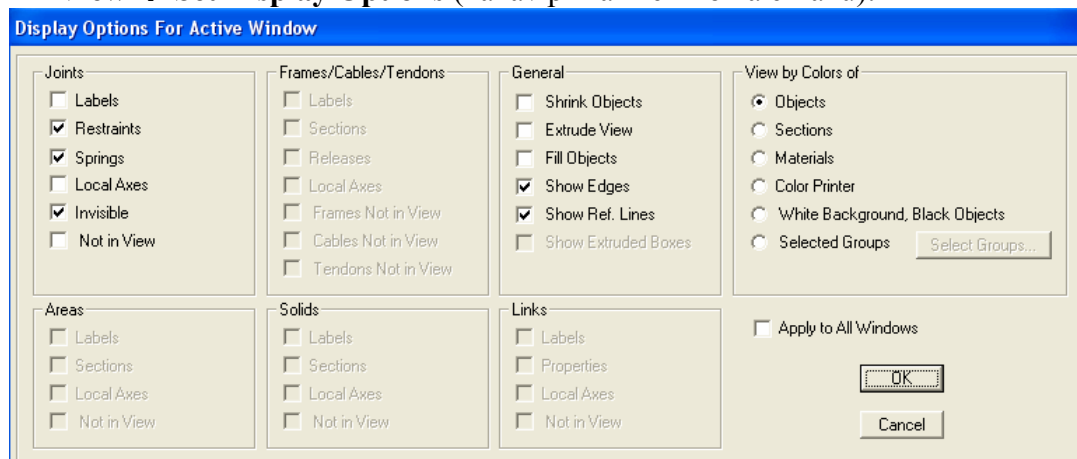 Display Options For Active Window
Joints
Labels
Restraints
Springs
Local Axes
Invisible
Not in View
Frames/Cables/Tendons
Labels
Sections
Releases
Local Axes
Frames Not in View
Cables Not in View
Tendons Not in View
General
Shrink Objects
Extrude View
Fill Objects
Show Edges
Show Ref. Lines
Show Extruded Boxes
View by Colors of
Objects
Sections
Materials
Color Printer
White Background, Black Objects
Selected Groups
Select Groups...
Areas
Labels
Sections
Local Axes
Not in View
Solids
Labels
Sections
Local Axes
Not in View
Links
Labels
Properties
Local Axes
Not in View
Apply to All Windows
OK
Cancel